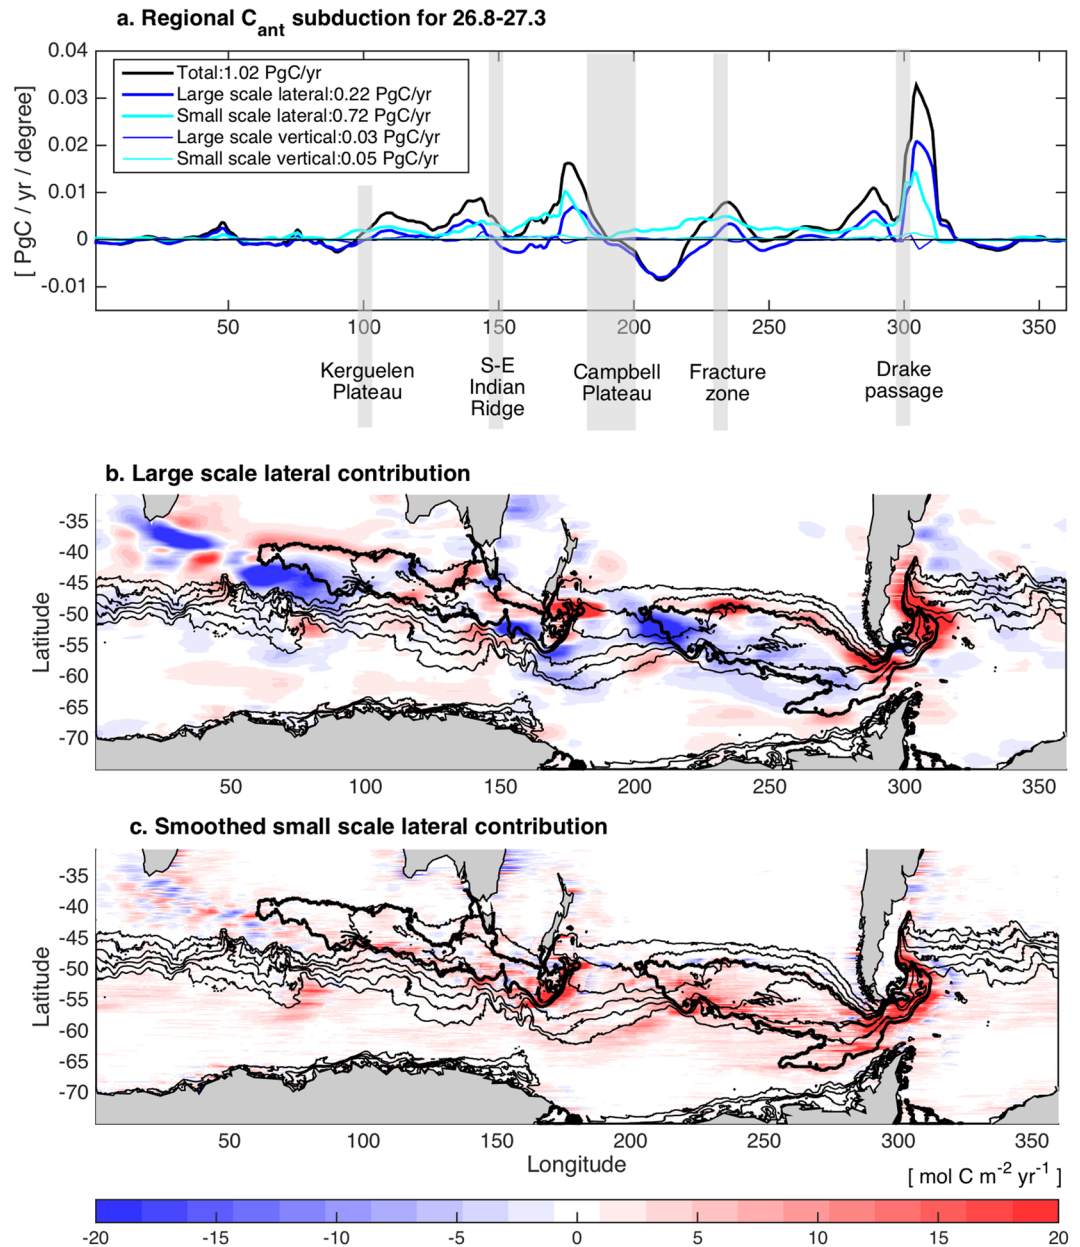 a. Regional Cant subduction for 26.8-27.3
[ PgC / yr / degree]
0.04
0.03
0.02
0.01
0
-0.01
Total:1.02 PgC/yr
Large scale lateral:0.22 PgC/yr
Small scale lateral:0.72 PgC/yr
Large scale vertical:0.03 PgC/yr
Small scale vertical:0.05 PgC/yr
50 100 150 200 250 300 350
Kerguelen
Plateau
S-E
Indian
Ridge
Campbell
Plateau
Fracture
zone
Drake
passage
b. Large scale lateral contribution
Latitude
-35
-40
-45
-50
-55
-60
-65
-70
50 100 150 200 250 300 350
c. Smoothed small scale lateral contribution
Latitude
-35
-40
-45
-50
-55
-60
-65
-70
50 100 150 200 250 300 350
Longitude
[ mol C m-2 yr-1 ]
-20 -15 -10 -5 0 5 10 15 20